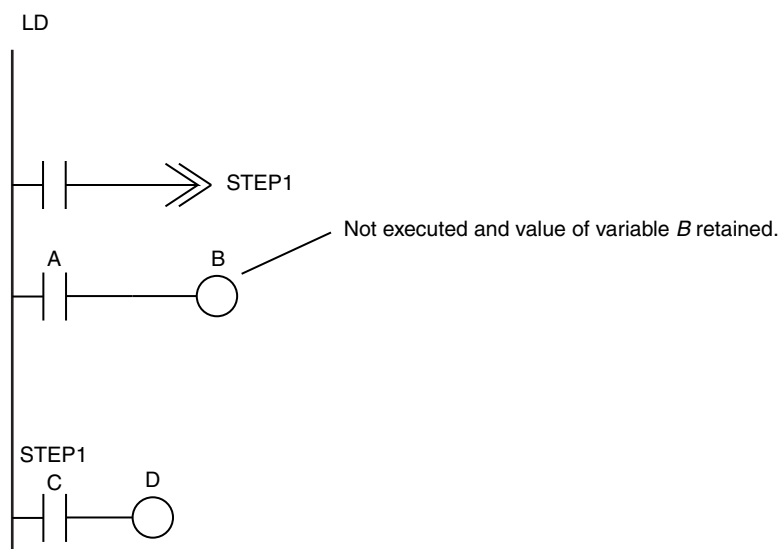 LD
STEP1
Not executed and value of variable B retained.
A
B
STEP1
C
D